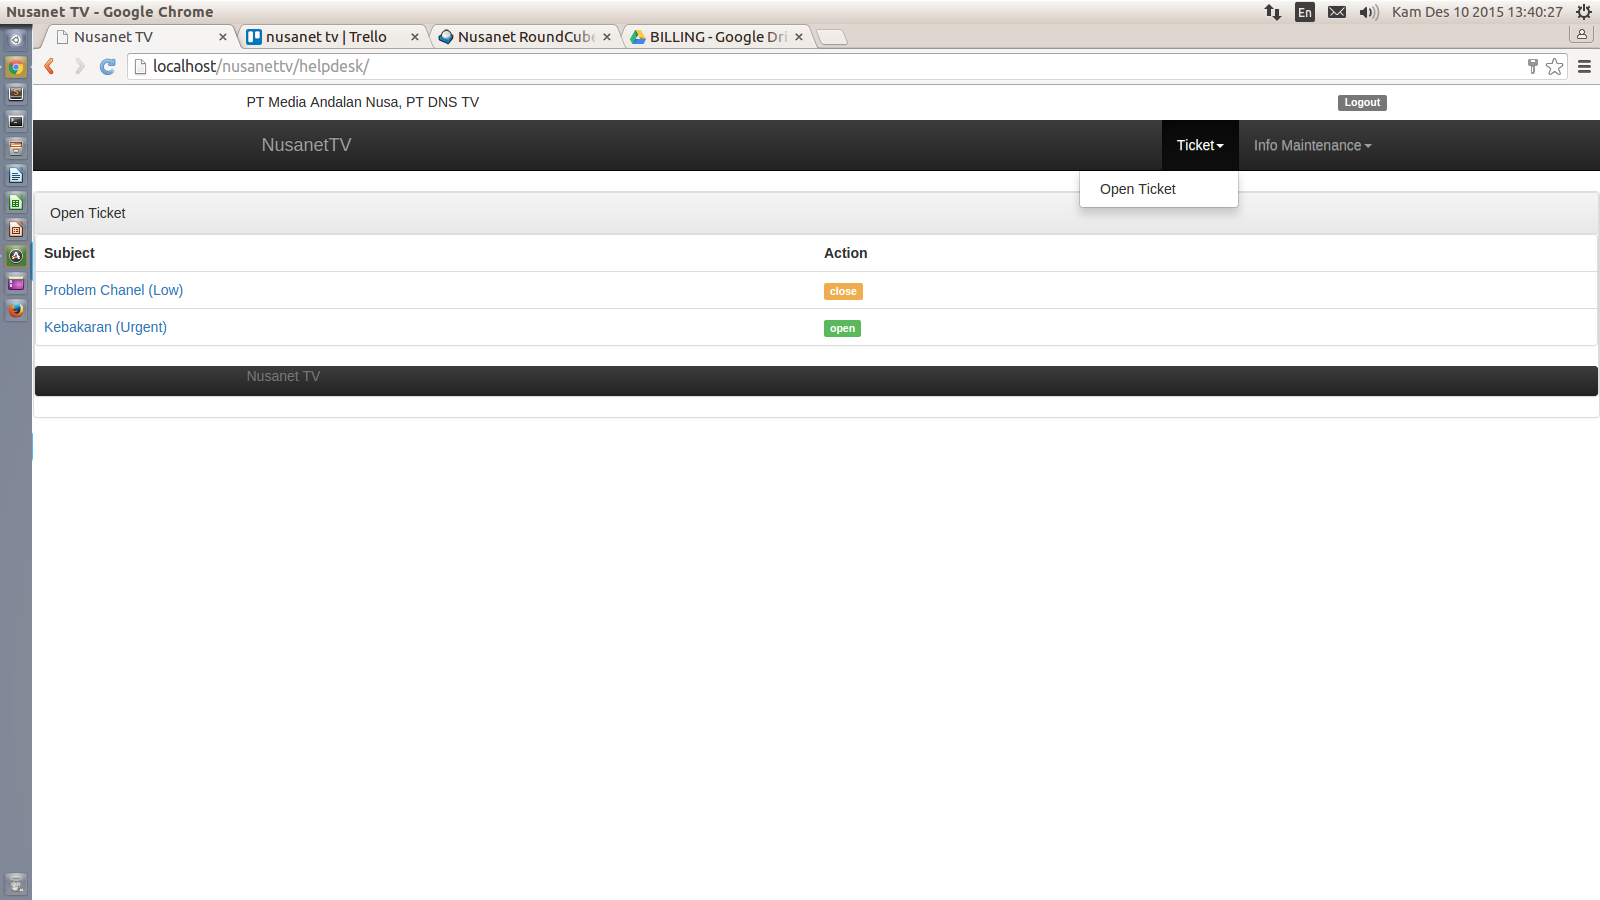 Nusanet TV - Google Chrome
En
Kam Des 10 2015 13:40:27
Nusanet TV
nusanet tv | Trello
Nusanet RoundCube
BILLING - Google Dri
localhost/nusanettv/helpdesk/
PT Media Andalan Nusa, PT DNS TV
Logout
NusanetTV
Ticket
Info Maintenance
Open Ticket
Open Ticket
Subject
Action
Problem Chanel (Low)
close
Kebakaran (Urgent)
open
Nusanet TV